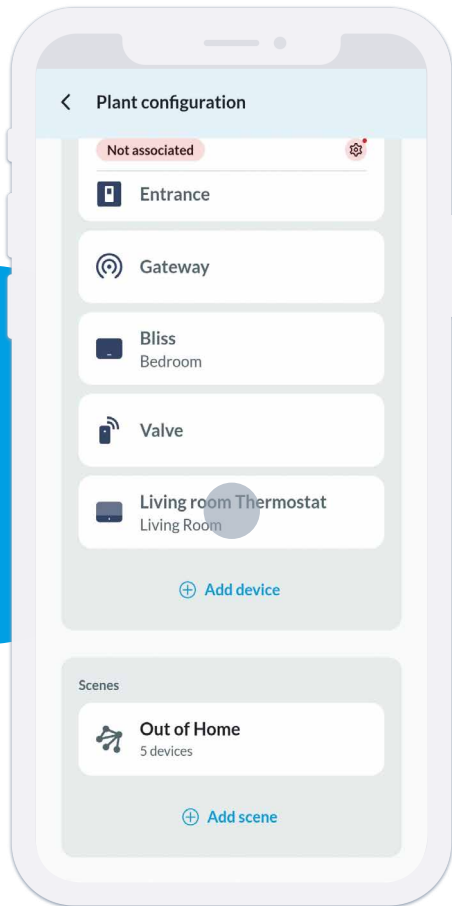 Plant configuration
Not associated
Entrance
Gateway
Bliss
Bedroom
Valve
Living room Thermostat
Living Room
Add device
Scenes
Out of Home
5 devices
Add scene